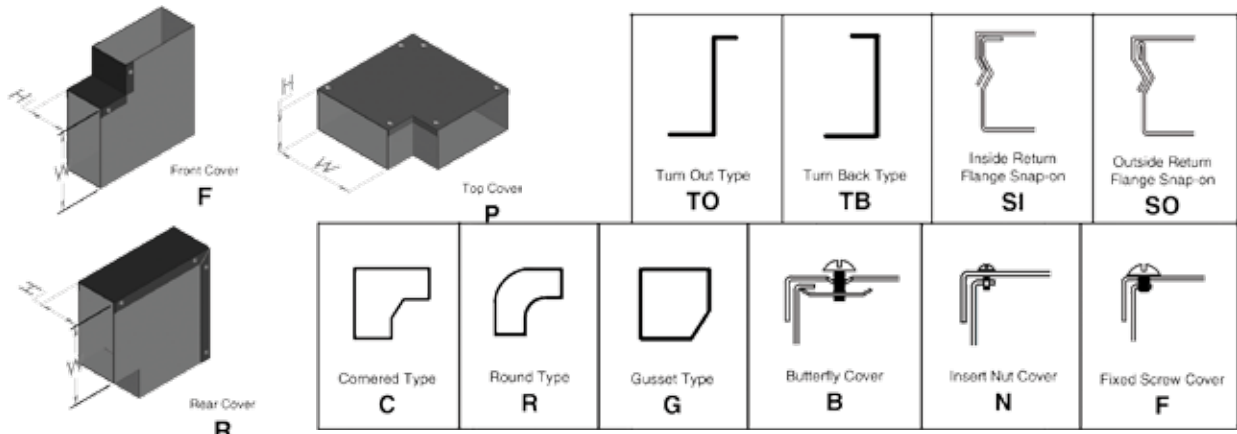 H
W
Front Cover
F
H
W
Top Cover
P
H
W
Rear Cover
R
Turn Out Type
TO
Turn Back Type
TB
Inside Return
Flange Snap-on
SI
Outside Return
Flange Snap-on
SO
Cornered Type
C
Round Type
R
Gusset Type
G
Butterfly Cover
B
Insert Nut Cover
N
Fixed Screw Cover
F